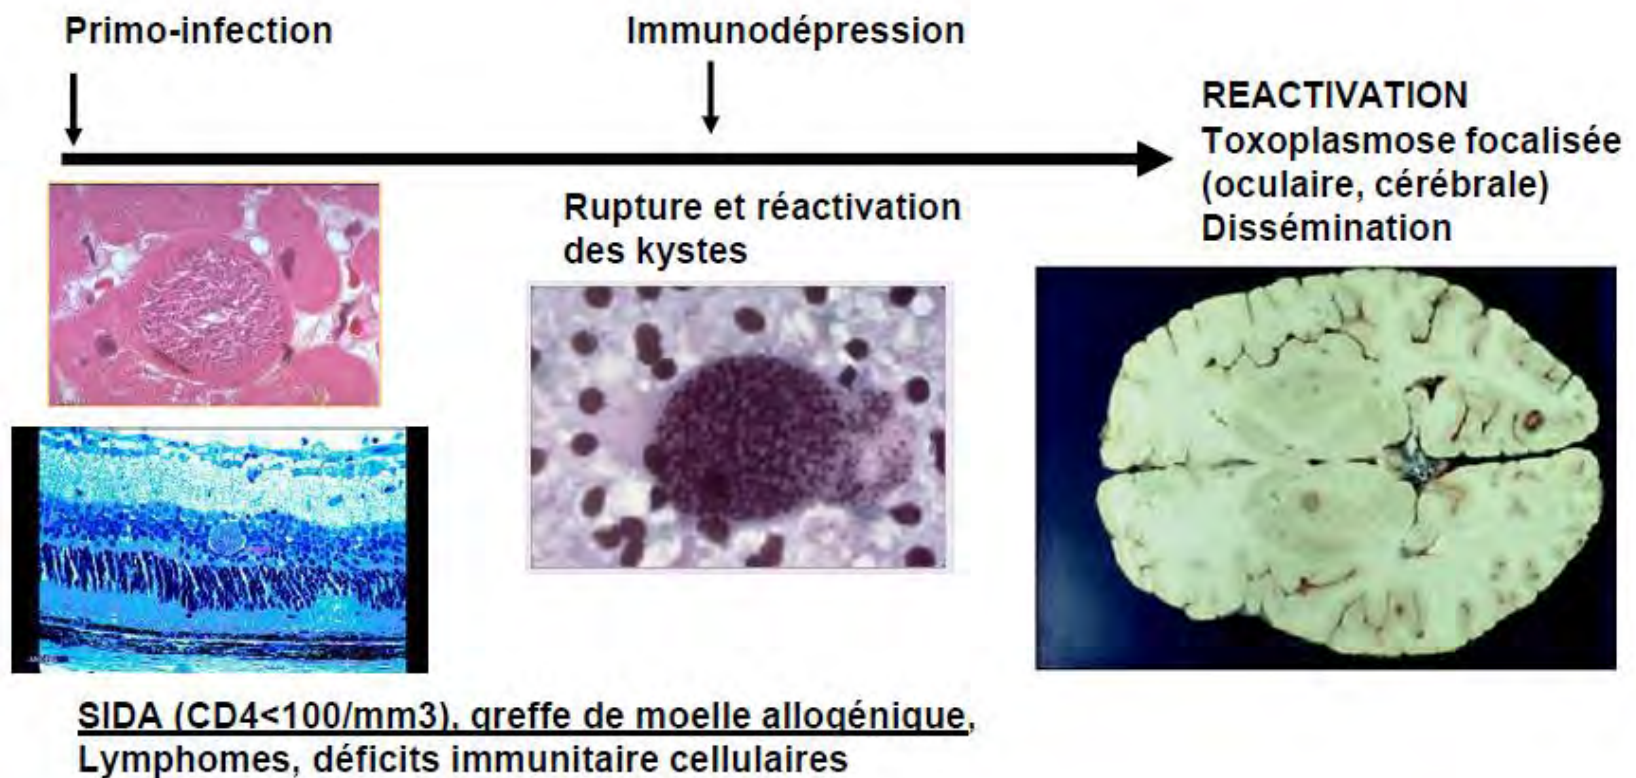 Primo-infection
Immunodépression
REACTIVATION
Toxoplasmose focalisée
(oculaire, cérébrale)
Dissémination
Rupture et réactivation
des kystes
SIDA (CD4<100/mm3), greffe de moelle allogénique,
Lymphomes, déficits immunitaire cellulaires